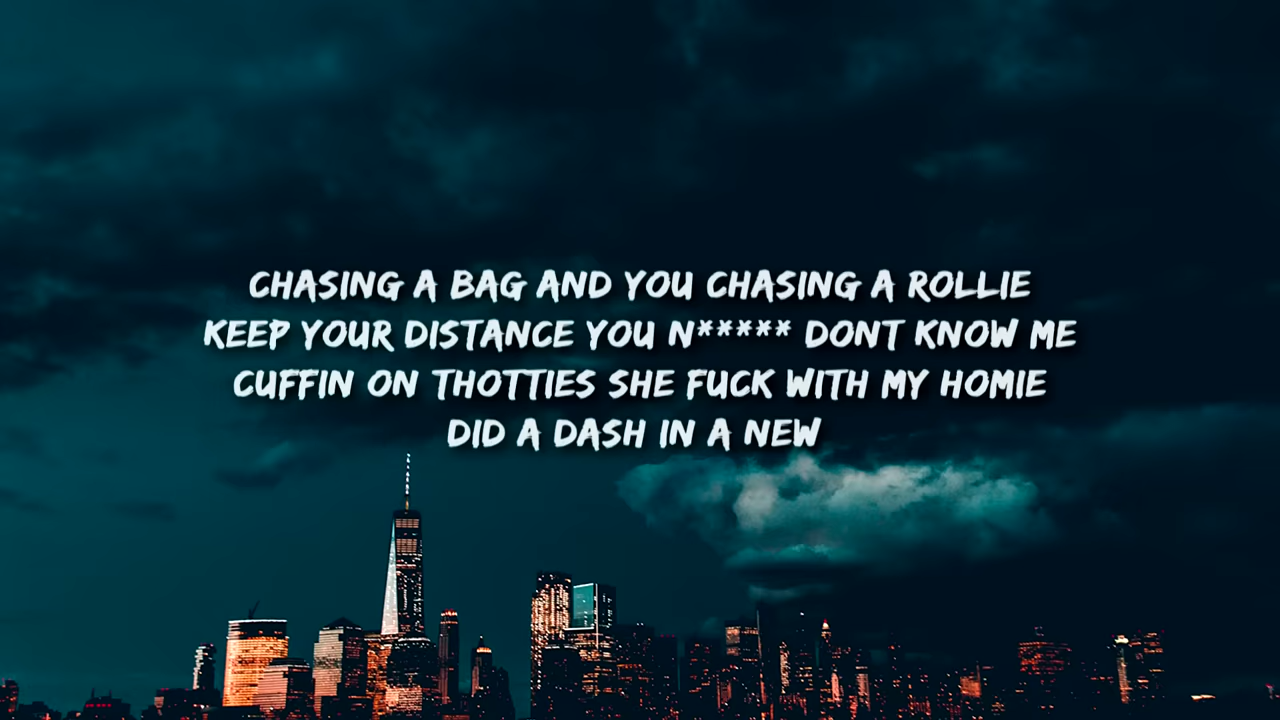 CHASING A BAG AND YOU CHASING A ROLLIE
KEEP YOUR DISTANCE YOU N***** DONT KNOW ME
CUFFIN ON THOTTIES SHE FUCK WITH MY HOMIE
DID A DASH IN A NEW